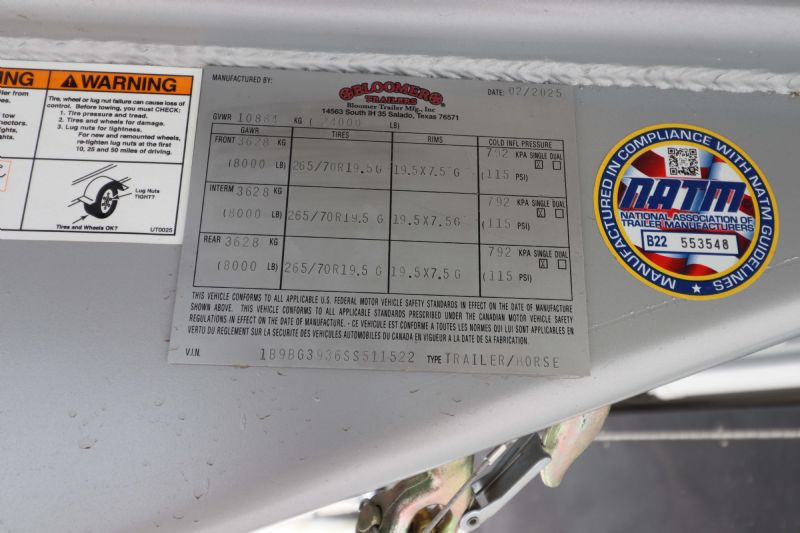 NING
WARNING
Tire, wheel or lug nut failure can cause loss of
control. Before towing, you must CHECK:
1. Tire pressure and tread.
2. Tires and wheels for damage.
3. Lug nuts for tightness.
For new and remounted wheels,
re-tighten lug nuts at the first
10, 25 and 50 miles of driving.
Lug Nuts
TIGHT?
Tires and Wheels OK?
UT0025
MANUFACTURED BY:
BLOOMER
TRAILERS
Bloomer Trailer Mfg., Inc
14563 South IH 35 Salado, Texas 76571
DATE: 02/2025
GVWR 10884 KG ( 24000 LB)
GAWR TIRES RIMS COLD INFL PRESSURE
FRONT 3628 KG
(8000 LB) 265/70R19.5 G 19.5X7.5 G 792 KPA SINGLE DUAL
X
(115 PSI)
INTERM 3628 KG
(8000 LB) 265/70R19.5 G 19.5X7.5 G 792 KPA SINGLE DUAL
X
(115 PSI)
REAR 3628 KG
(8000 LB) 265/70R19.5 G 19.5X7.5 G 792 KPA SINGLE DUAL
X
(115 PSI)
THIS VEHICLE CONFORMS TO ALL APPLICABLE U.S. FEDERAL MOTOR VEHICLE SAFETY STANDARDS IN EFFECT ON THE DATE OF MANUFACTURE
SHOWN ABOVE. THIS VEHICLE CONFORMS TO ALL APPLICABLE STANDARDS PRESCRIBED UNDER THE CANADIAN MOTOR VEHICLE SAFETY
REGULATIONS IN EFFECT ON THE DATE OF MANUFACTURE. - CE VEHICULE EST CONFORME A TOUTES LES NORMES QUI LUI SONT APPLICABLES EN
VERTU DU REGLEMENT SUR LA SECURITE DES VEHICULES AUTOMOBILES DU CANADA EN VIGUEUR A LA DATE DE SA FABRICATION.
V.I.N. 1B9BG3936SS511522 TYPE TRAILER/HORSE
MANUFACTURED IN COMPLIANCE WITH NATM GUIDELINES
NATM
NATIONAL ASSOCIATION OF
TRAILER MANUFACTURERS
B22 553548